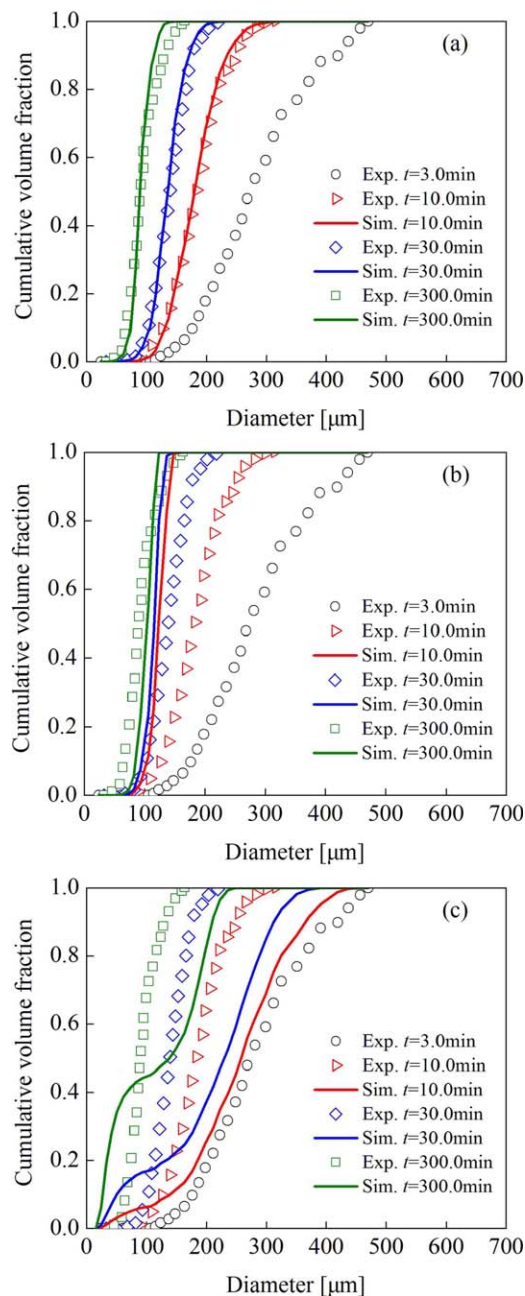 1.0
(a)
0.8
0.6
0.4
0.2
0.0
Cumulative volume fraction
Exp. t=3.0min
Exp. t=10.0min
Sim. t=10.0min
Exp. t=30.0min
Sim. t=30.0min
Exp. t=300.0min
Sim. t=300.0min
0 100 200 300 400 500 600 700
Diameter [μm]
1.0
(b)
0.8
0.6
0.4
0.2
0.0
Cumulative volume fraction
Exp. t=3.0min
Exp. t=10.0min
Sim. t=10.0min
Exp. t=30.0min
Sim. t=30.0min
Exp. t=300.0min
Sim. t=300.0min
0 100 200 300 400 500 600 700
Diameter [μm]
1.0
(c)
0.8
0.6
0.4
0.2
0.0
Cumulative volume fraction
Exp. t=3.0min
Exp. t=10.0min
Sim. t=10.0min
Exp. t=30.0min
Sim. t=30.0min
Exp. t=300.0min
Sim. t=300.0min
0 100 200 300 400 500 600 700
Diameter [μm]